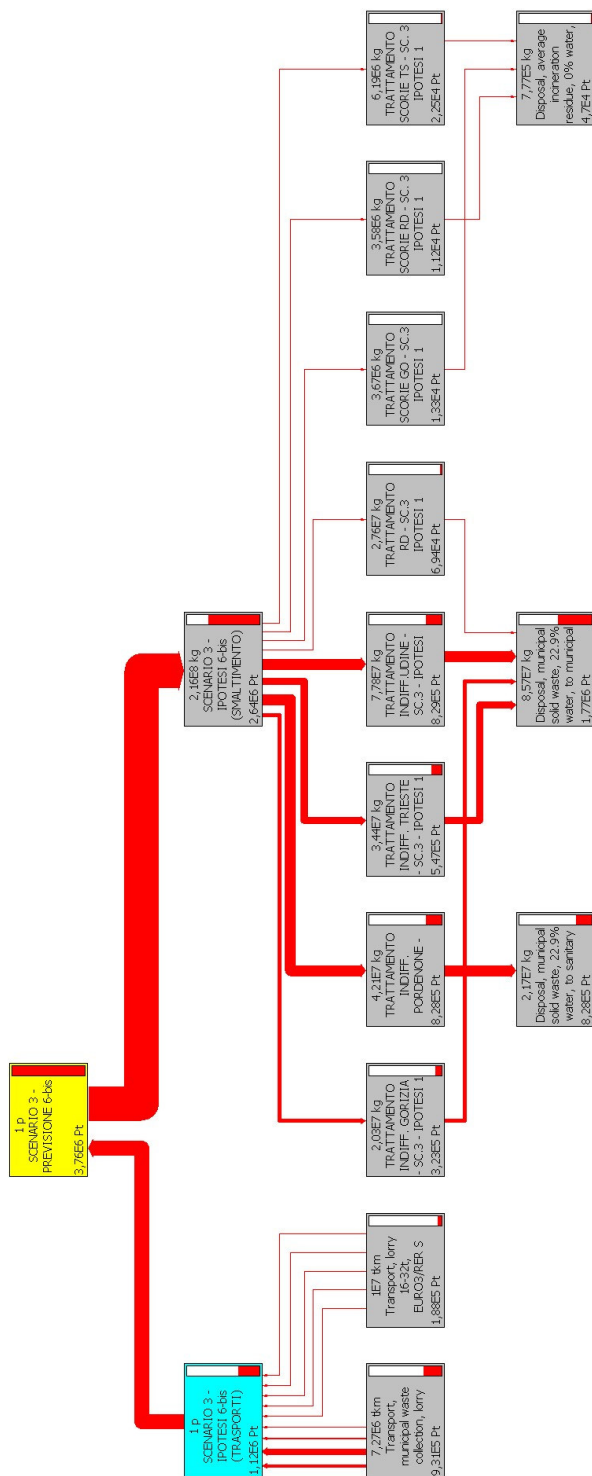 1 p
SCENARIO 3 -
PREVISIONE 6-bis
3,76E6 Pt
1 p
SCENARIO 3 -
IPOTESI 6-bis
(TRASPORTI)
1,12E6 Pt
2,16E8 kg
SCENARIO 3 -
IPOTESI 6-bis
(SMALTIMENTO)
2,64E6 Pt
7,27E6 tkm
Transport,
municipal waste
collection, lorry
9,31E5 Pt
1E7 tkm
Transport, lorry
16-32t,
EURO3/RER S
1,88E5 Pt
2,03E7 kg
TRATTAMENTO
INDIFF. GORIZIA
- SC.3 - IPOTESI 1
3,23E5 Pt
4,21E7 kg
TRATTAMENTO
INDIFF.
PORDENONE -
8,28E5 Pt
3,44E7 kg
TRATTAMENTO
INDIFF. TRIESTE
- SC.3 - IPOTESI 1
5,47E5 Pt
7,78E7 kg
TRATTAMENTO
INDIFF.UDINE -
SC.3 - IPOTESI
8,29E5 Pt
2,76E7 kg
TRATTAMENTO
RD - SC.3
IPOTESI 1
6,94E4 Pt
3,67E6 kg
TRATTAMENTO
SCORIE GO - SC.3
IPOTESI 1
1,33E4 Pt
3,58E6 kg
TRATTAMENTO
SCORIE RD - SC. 3
IPOTESI 1
1,12E4 Pt
6,19E6 kg
TRATTAMENTO
SCORIE TS - SC. 3
IPOTESI 1
2,25E4 Pt
2,17E7 kg
Disposal, municipal
solid waste, 22.9%
water, to sanitary
8,28E5 Pt
8,57E7 kg
Disposal, municipal
solid waste, 22.9%
water, to municipal
1,77E6 Pt
7,77E5 kg
Disposal, average
incineration
residue, 0% water,
4,7E4 Pt